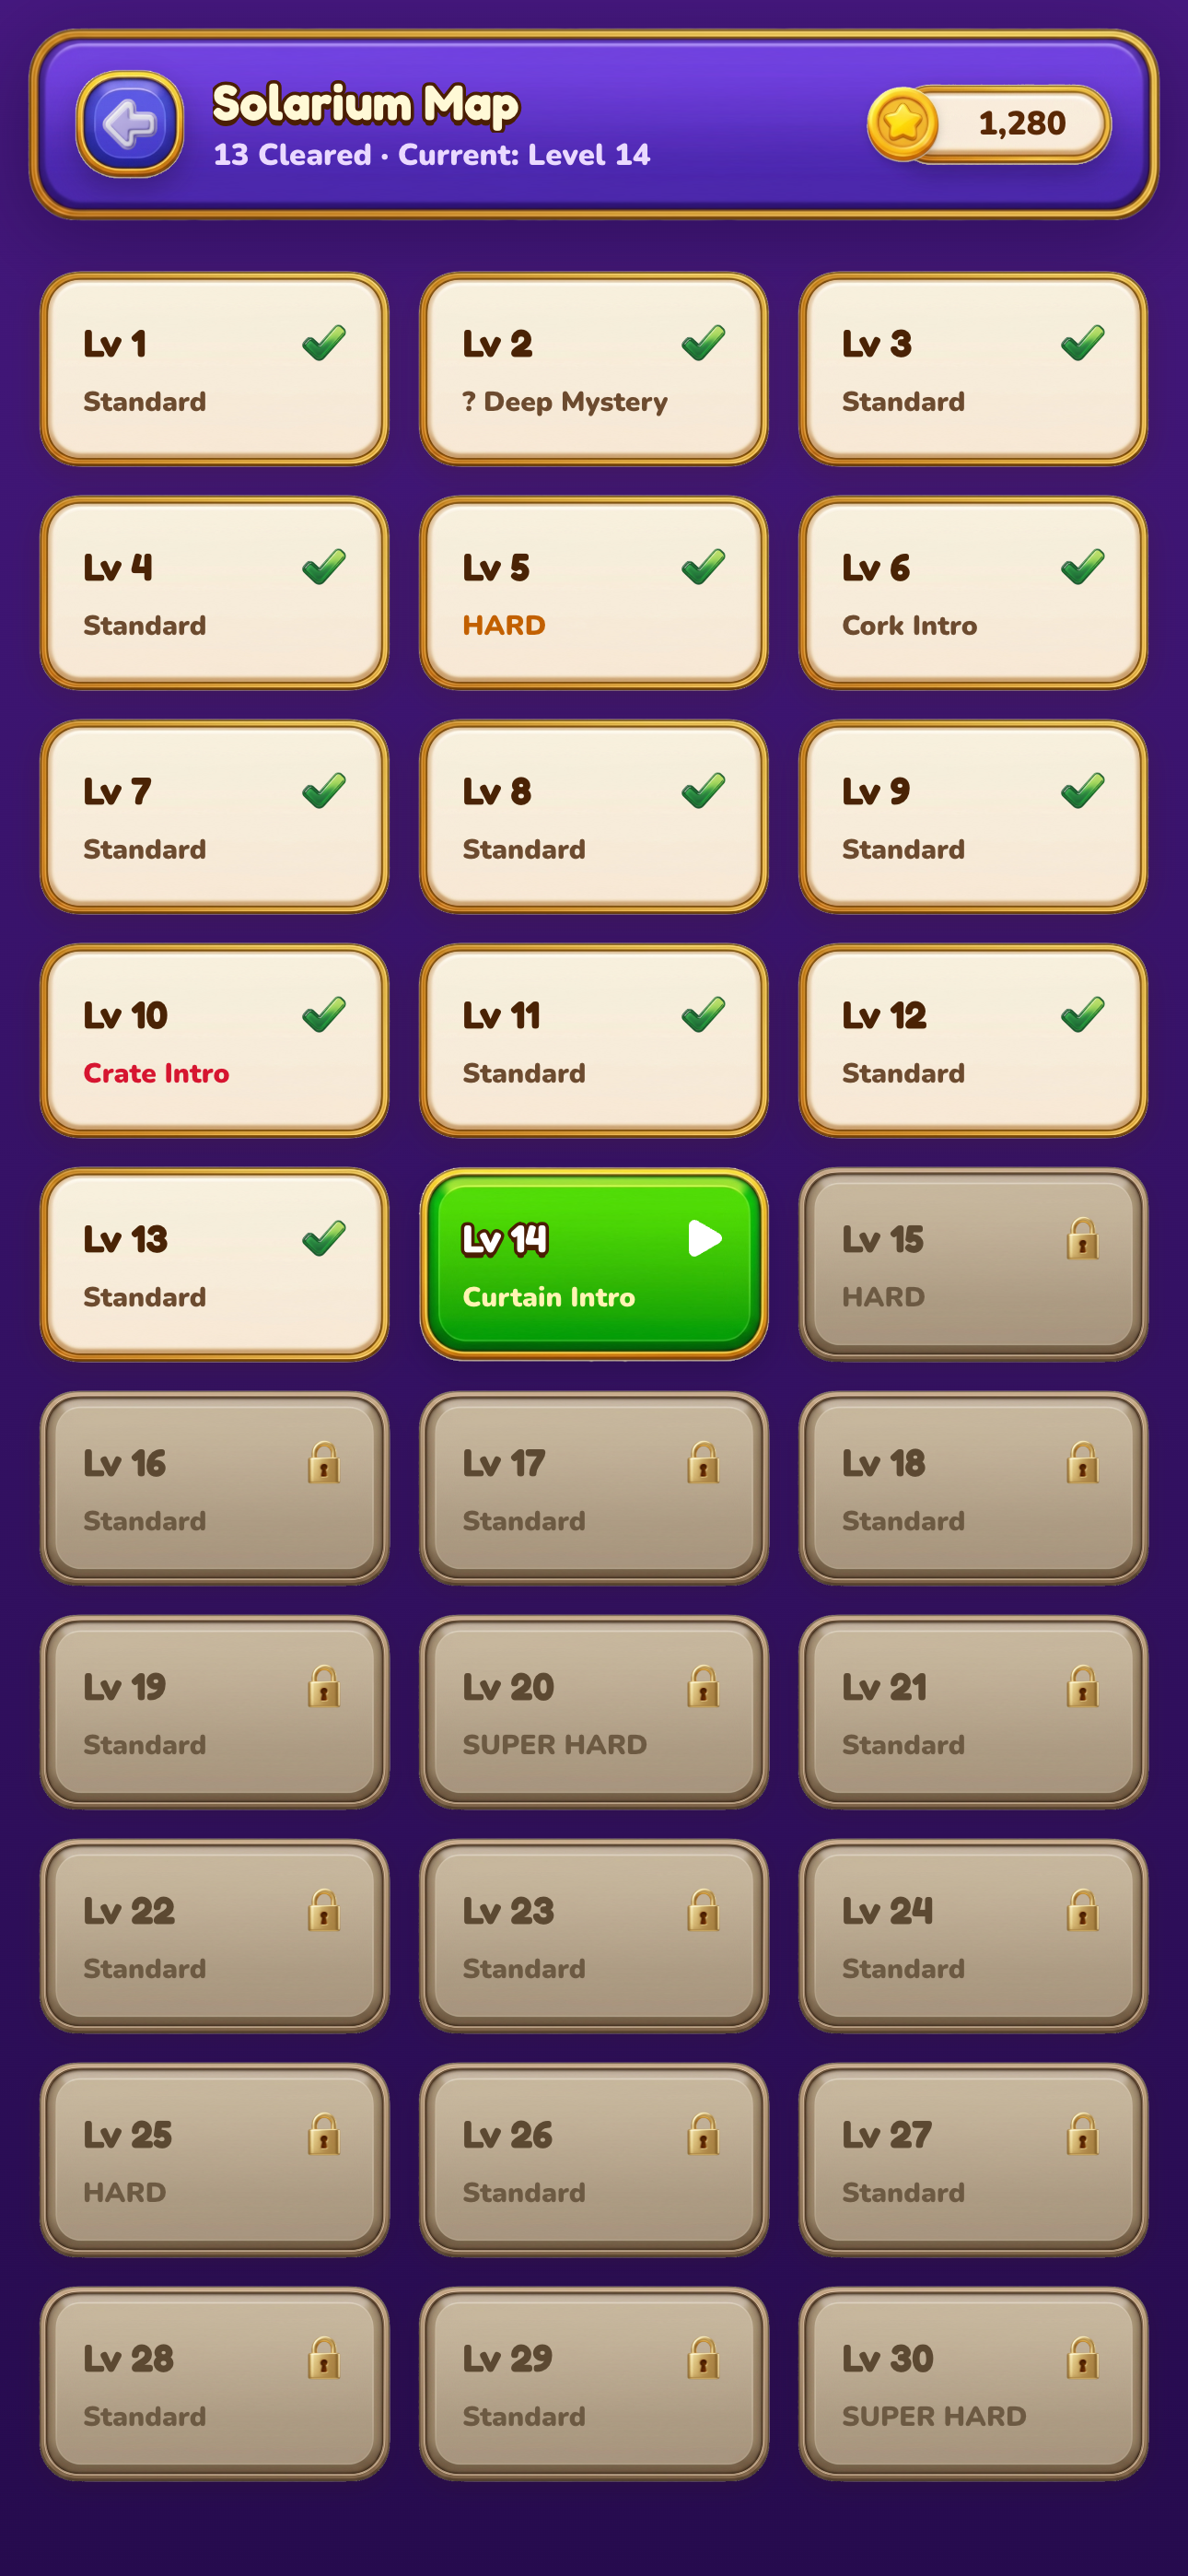 Solarium Map
13 Cleared · Current: Level 14
1,280
Lv 1
Standard
Lv 2
? Deep Mystery
Lv 3
Standard
Lv 4
Standard
Lv 5
HARD
Lv 6
Cork Intro
Lv 7
Standard
Lv 8
Standard
Lv 9
Standard
Lv 10
Crate Intro
Lv 11
Standard
Lv 12
Standard
Lv 13
Standard
Lv 14
Curtain Intro
Lv 15
HARD
Lv 16
Standard
Lv 17
Standard
Lv 18
Standard
Lv 19
Standard
Lv 20
SUPER HARD
Lv 21
Standard
Lv 22
Standard
Lv 23
Standard
Lv 24
Standard
Lv 25
HARD
Lv 26
Standard
Lv 27
Standard
Lv 28
Standard
Lv 29
Standard
Lv 30
SUPER HARD